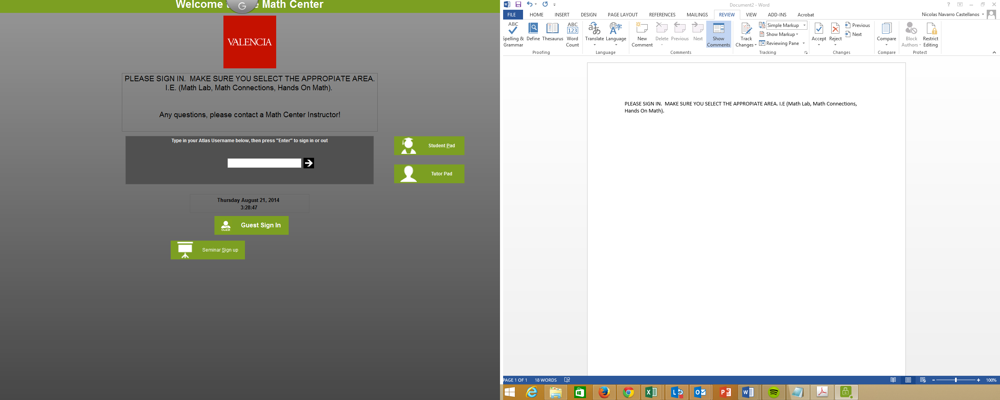 Welcome Math Center
G
VALENCIA
PLEASE SIGN IN.  MAKE SURE YOU SELECT THE APPROPIATE AREA.
I.E. (Math Lab, Math Connections, Hands On Math).
Any questions, please contact a Math Center Instructor!
Type in your Atlas Username below, then press "Enter" to sign in or out
Student Pad
Tutor Pad
Thursday August 21, 2014
3:28:47
Guest
Guest Sign In
Seminar Sign up
Document2 - Word
FILE HOME INSERT DESIGN PAGE LAYOUT REFERENCES MAILINGS REVIEW VIEW ADD-INS Acrobat
Nicolas Navarro Castellanos
ABC ABC
123
Spelling & Define Thesaurus Word Translate Language New Delete Previous Next Show Track
Grammar Count Comment Comments Changes
Simple Markup
Show Markup
Reviewing Pane
Accept Reject
Previous
Next
Compare
Block Restrict
Authors Editing
Proofing Language Comments Tracking Changes Compare Protect
PLEASE SIGN IN.  MAKE SURE YOU SELECT THE APPROPIATE AREA. I.E (Math Lab, Math Connections,
Hands On Math).
PAGE 1 OF 1 18 WORDS 100%